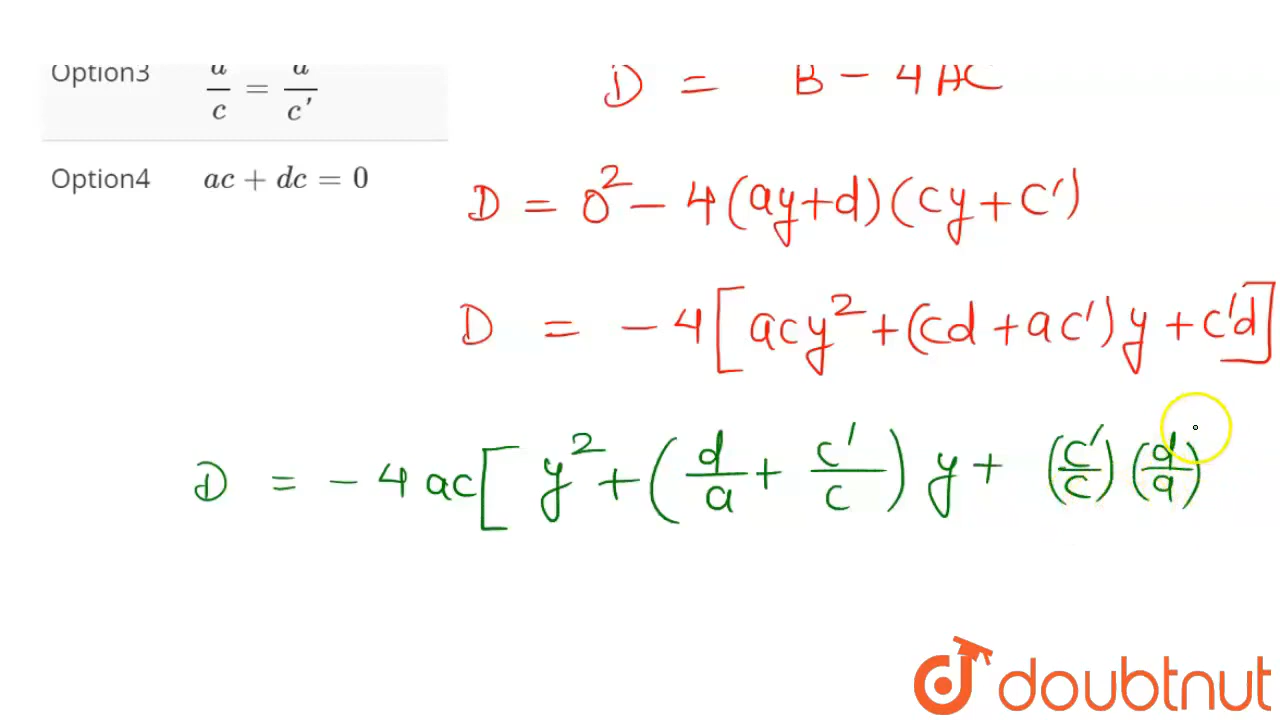 Option3 a/c = a/c'
D = B - 4AC
Option4 ac + dc = 0
D = 0² - 4(ay+d)(cy+c')
D = -4[acy² + (cd + ac')y + c'd]
D = -4ac[y² + (d/a + c'/c)y + (c'/c)(d/a)
doubtnut